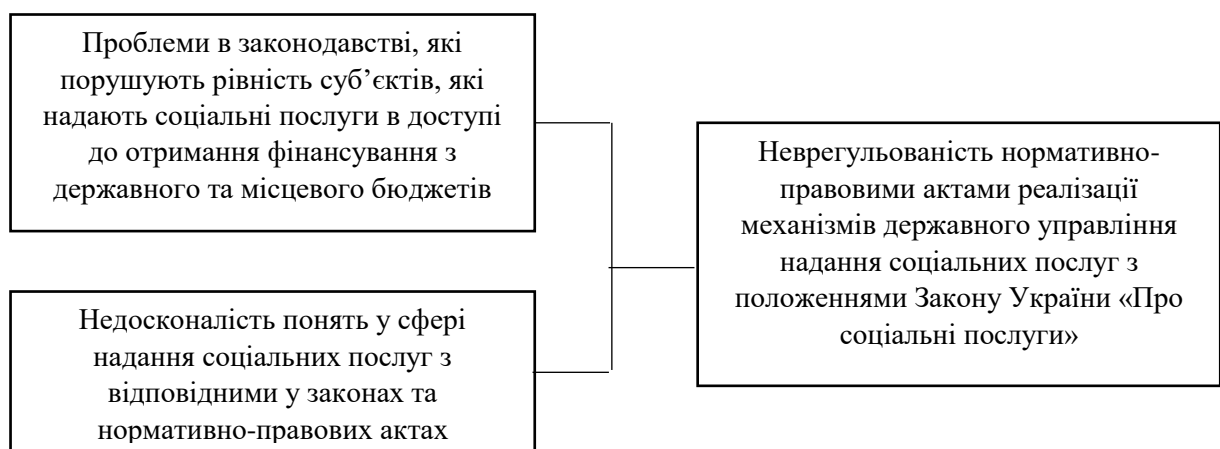 Проблеми в законодавстві, які
порушують рівність суб’єктів, які
надають соціальні послуги в доступі
до отримання фінансування з
державного та місцевого бюджетів
Недосконалість понять у сфері
надання соціальних послуг з
відповідними у законах та
нормативно-правових актах
Неврегульованість нормативно-
правовими актами реалізації
механізмів державного управління
надання соціальних послуг з
положеннями Закону України «Про
соціальні послуги»